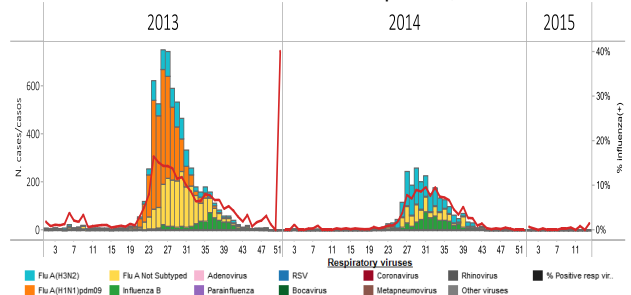 2013 2014 2015
N. cases/casos
600
400
200
0
40%
30%
20%
10%
0%
% influenza(+)
3 7 11 15 19 23 27 31 35 39 43 47 3 7 11 15 19 23 27 31 35 39 43 47 51 3 7 11
Respiratory viruses
Flu A(H3N2) Flu A Not Subtyped Adenovirus RSV Coronavirus Rhinovirus % Positive resp vir..
Flu A(H1N1)pdm09 Influenza B Parainfluenza Bocavirus Metapneumovirus Other viruses